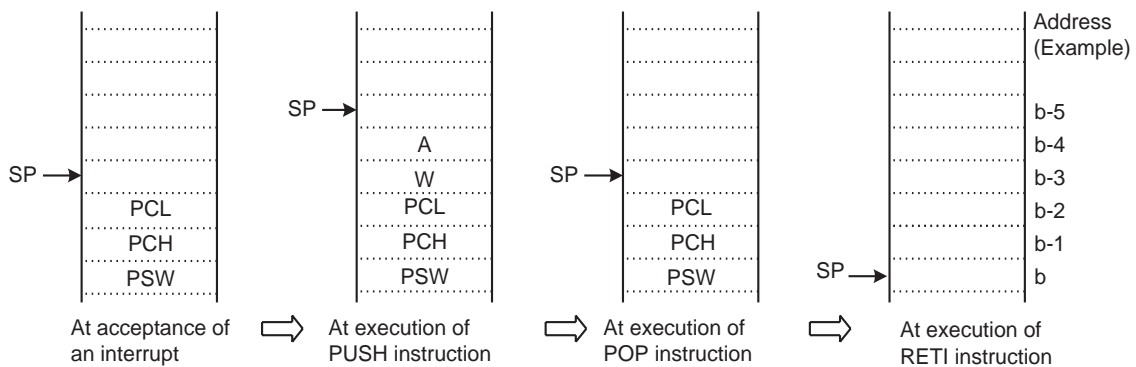 Address
(Example)
SP
b-5
A
b-4
SP
W
SP
b-3
PCL
PCL
PCL
b-2
PCH
PCH
PCH
b-1
PSW
PSW
PSW
SP
b
At acceptance of
an interrupt
At execution of
PUSH instruction
At execution of
POP instruction
At execution of
RETI instruction